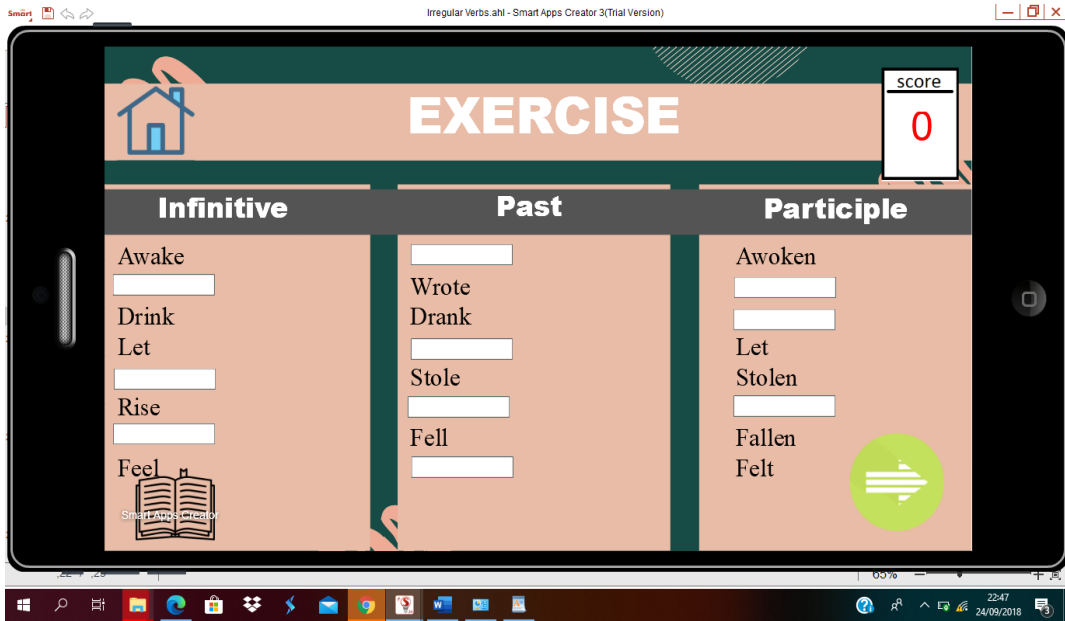 Smart
Irregular Verbs.ahl - Smart Apps Creator 3(Trial Version)
EXERCISE
score
0
Infinitive Past Participle
Awake Awoken
Wrote
Drink Drank
Let Let
Stole Stolen
Rise
Fell Fallen
Feel Felt
Smart Apps Creator
65%
22:47
24/09/2018
3